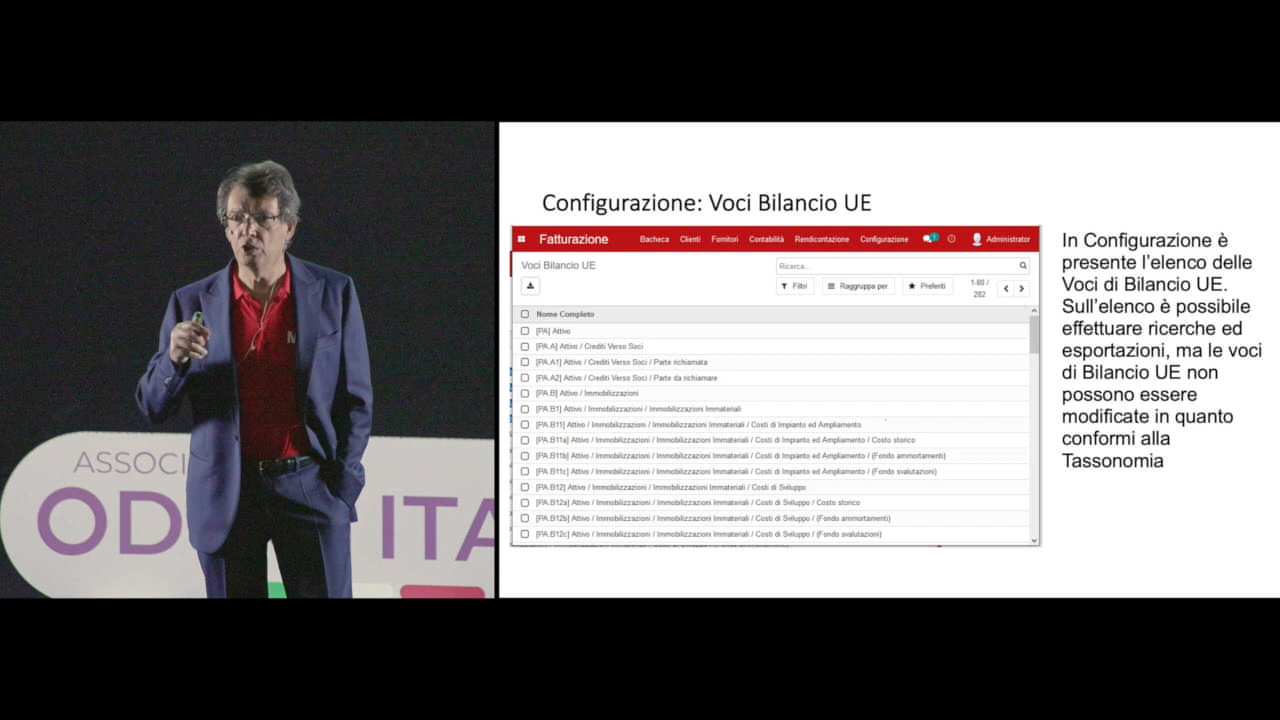 ASSOCI
OD
ITA
M
Configurazione: Voci Bilancio UE
Fatturazione Bacheca Clienti Fornitori Contabilità Rendicontazione Configurazione 1 Administrator
Voci Bilancio UE
Ricerca...
Filtri Raggruppa per Preferiti 1-80 / 282
Nome Completo
[PA] Attivo
[PA.A] Attivo / Crediti Verso Soci
[PA.A1] Attivo / Crediti Verso Soci / Parte richiamata
[PA.A2] Attivo / Crediti Verso Soci / Parte da richiamare
[PA.B] Attivo / Immobilizzazioni
[PA.B1] Attivo / Immobilizzazioni / Immobilizzazioni Immateriali
[PA.B11] Attivo / Immobilizzazioni / Immobilizzazioni Immateriali / Costi di Impianto ed Ampliamento
[PA.B11a] Attivo / Immobilizzazioni / Immobilizzazioni Immateriali / Costi di Impianto ed Ampliamento / Costo storico
[PA.B11b] Attivo / Immobilizzazioni / Immobilizzazioni Immateriali / Costi di Impianto ed Ampliamento / (Fondo ammortamenti)
[PA.B11c] Attivo / Immobilizzazioni / Immobilizzazioni Immateriali / Costi di Impianto ed Ampliamento / (Fondo svalutazioni)
[PA.B12] Attivo / Immobilizzazioni / Immobilizzazioni Immateriali / Costi di Sviluppo
[PA.B12a] Attivo / Immobilizzazioni / Immobilizzazioni Immateriali / Costi di Sviluppo / Costo storico
[PA.B12b] Attivo / Immobilizzazioni / Immobilizzazioni Immateriali / Costi di Sviluppo / (Fondo ammortamenti)
[PA.B12c] Attivo / Immobilizzazioni / Immobilizzazioni Immateriali / Costi di Sviluppo / (Fondo svalutazioni)
In Configurazione è
presente l'elenco delle
Voci di Bilancio UE.
Sull'elenco è possibile
effettuare ricerche ed
esportazioni, ma le voci
di Bilancio UE non
possono essere
modificate in quanto
conformi alla
Tassonomia